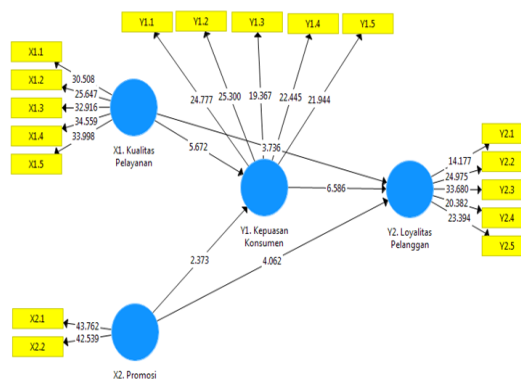 Y1.1
Y1.2
Y1.3
Y1.4
Y1.5
X1.1
X1.2
X1.3
X1.4
X1.5
30.508
25.647
32.916
34.559
33.998
24.777
25.300
19.367
22.445
21.944
X1. Kualitas
Pelayanan
5.672
3.736
Y2.1
Y2.2
Y2.3
Y2.4
Y2.5
14.177
24.975
33.680
20.382
23.394
6.586
Y1. Kepuasan
Konsumen
Y2. Loyalitas
Pelanggan
2.373
4.062
X2.1
X2.2
43.762
42.539
X2. Promosi